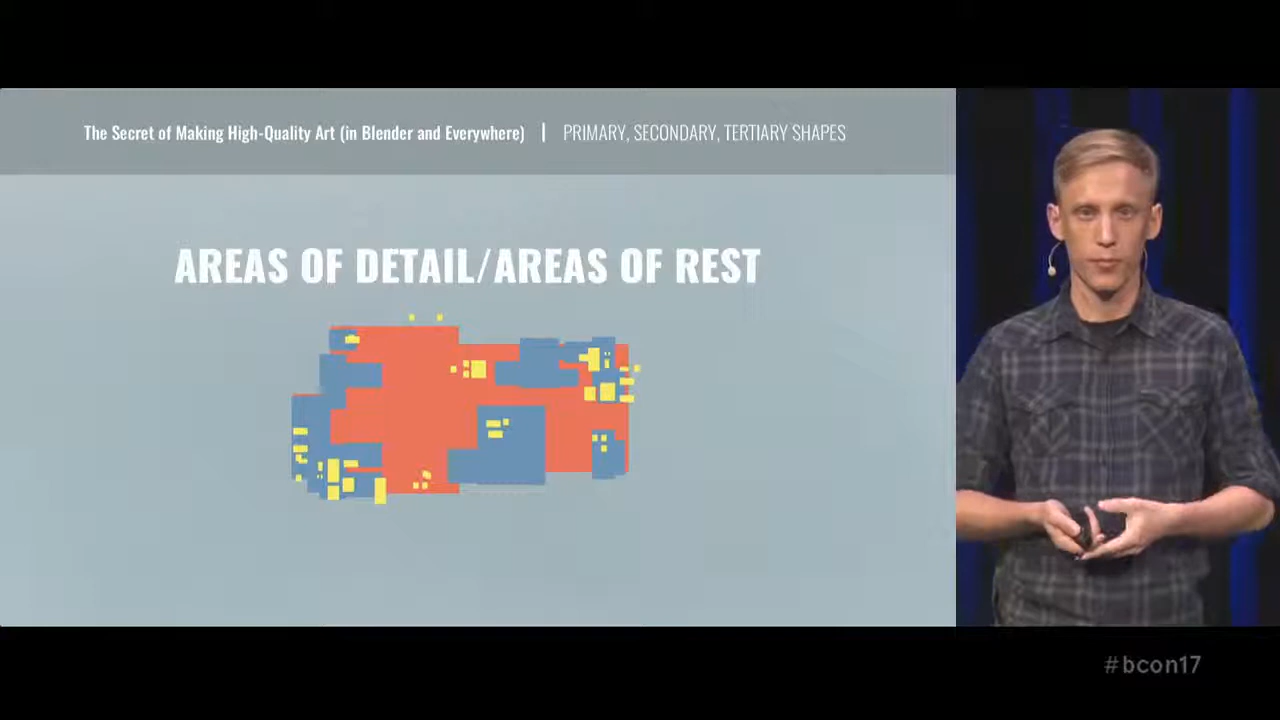 The Secret of Making High-Quality Art (in Blender and Everywhere) | PRIMARY, SECONDARY, TERTIARY SHAPES
AREAS OF DETAIL/AREAS OF REST
#bcon17